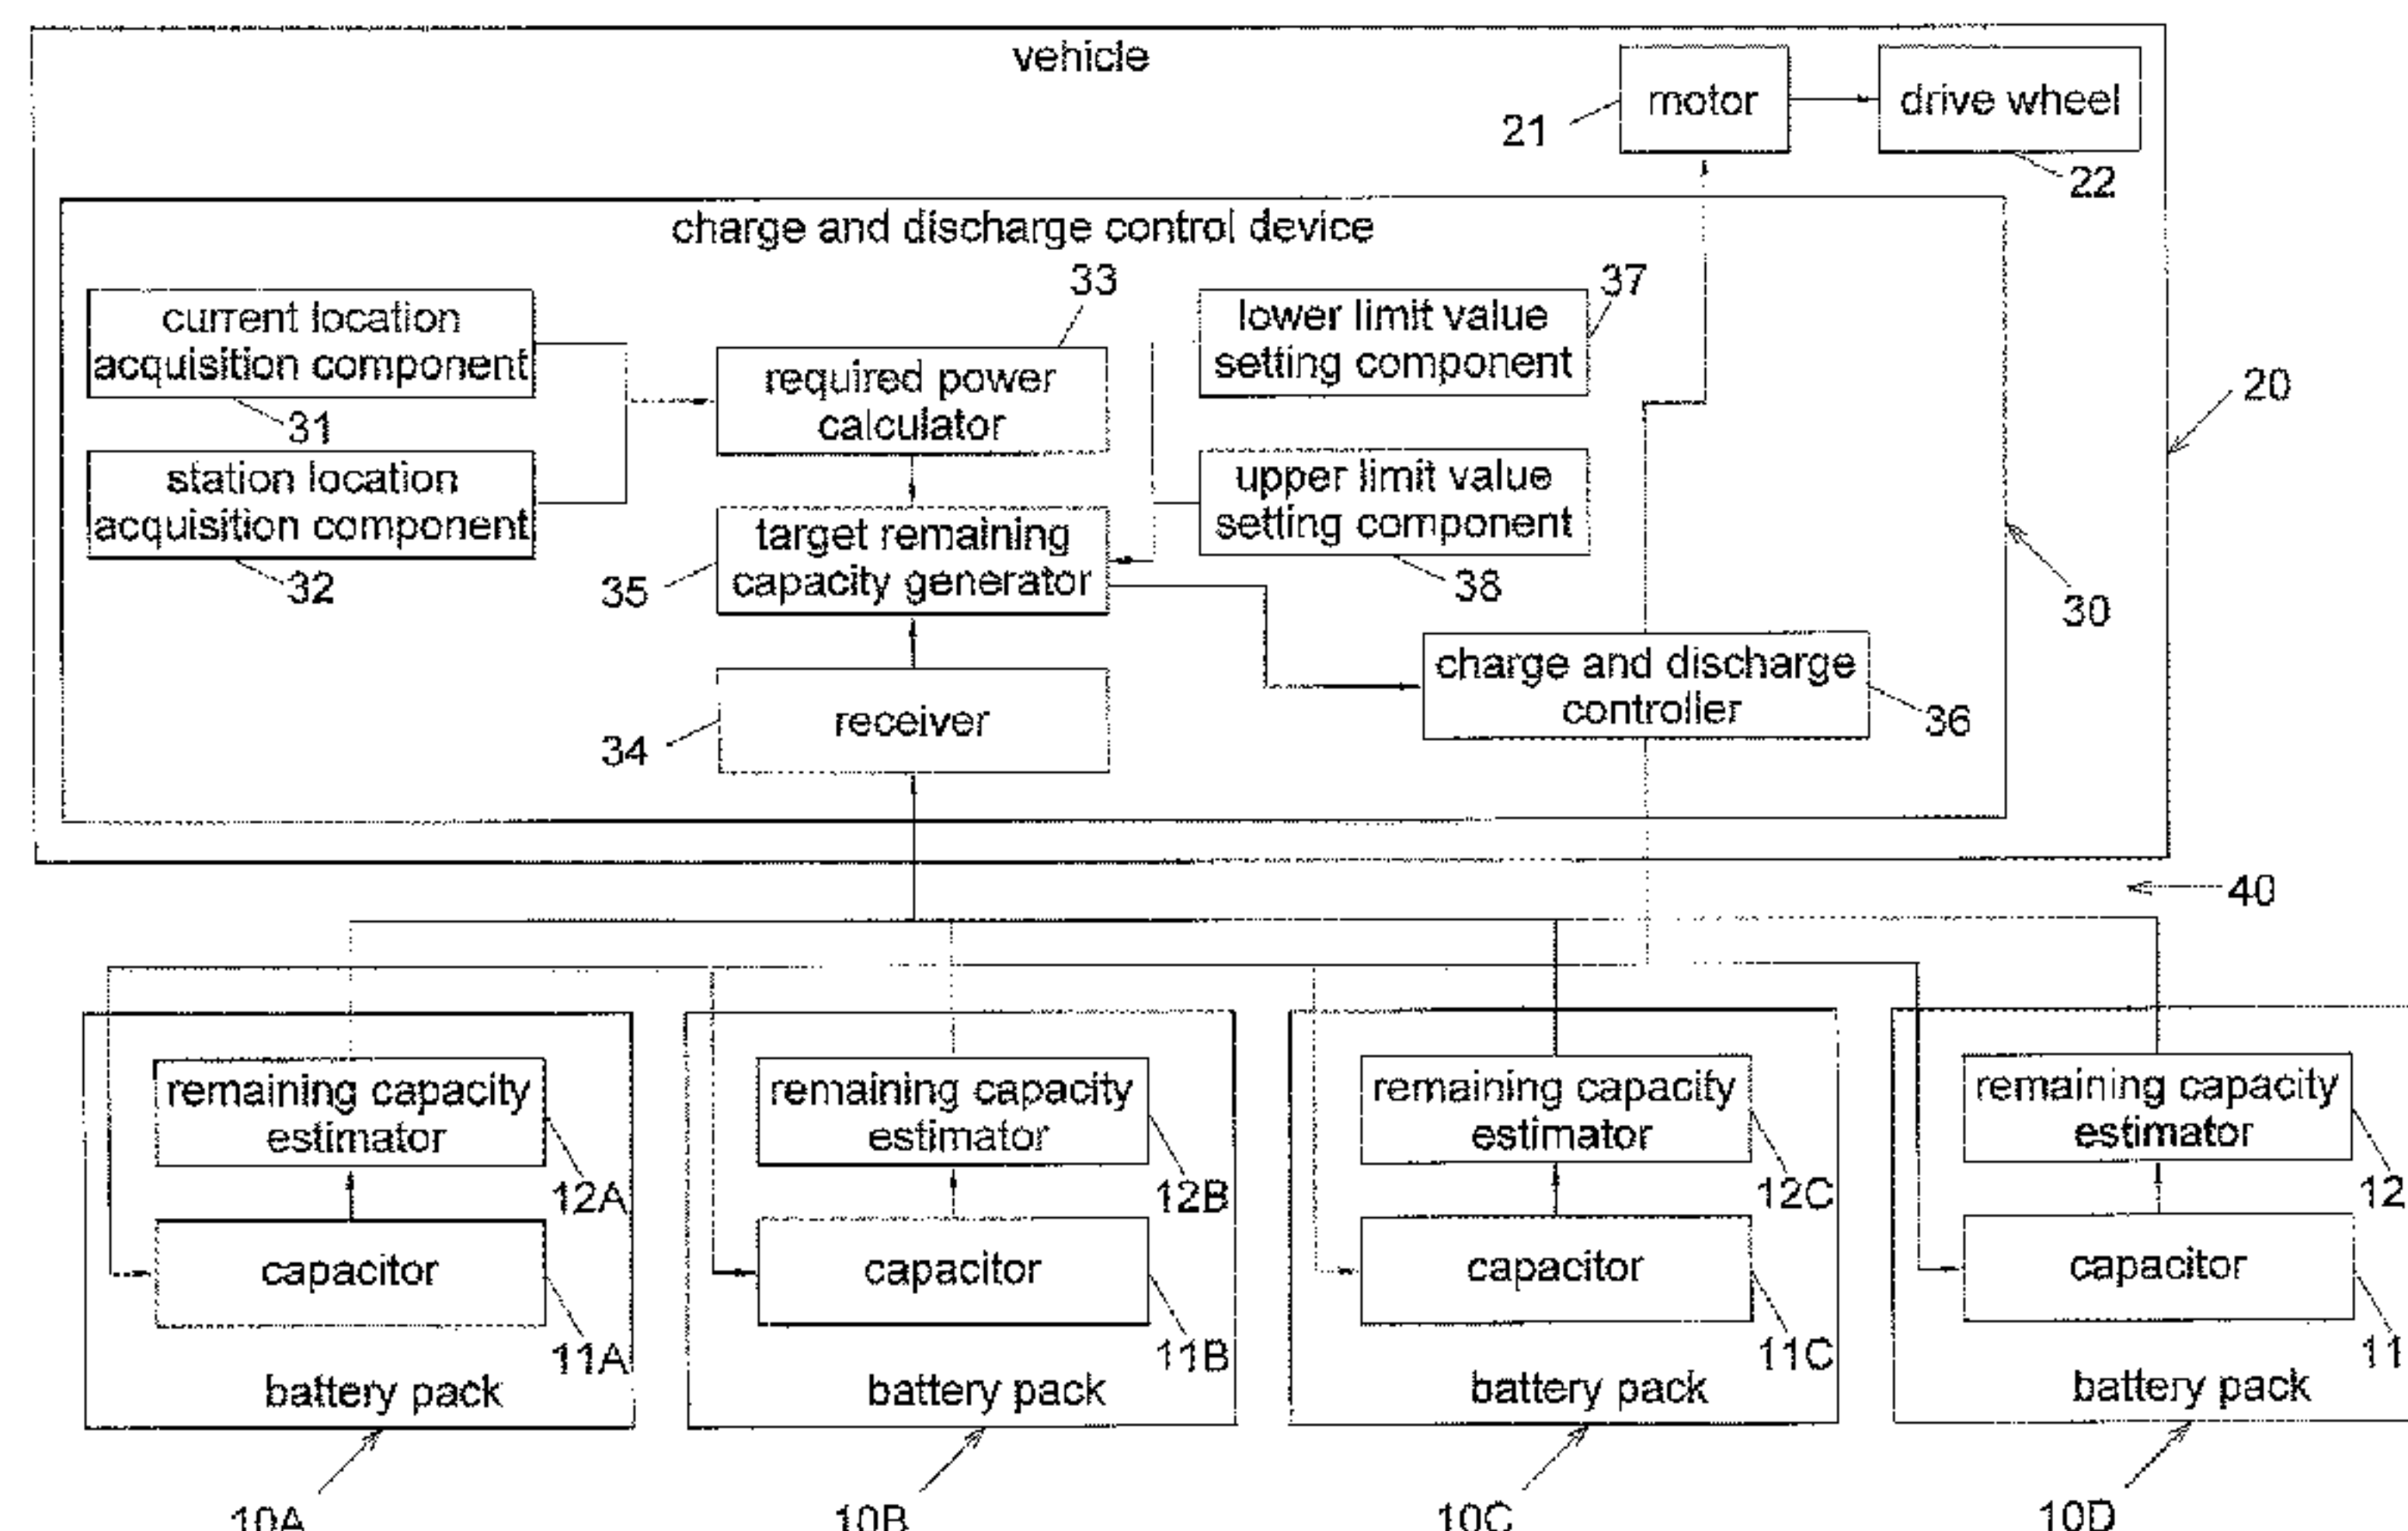 vehicle
motor
drive wheel
21
22
charge and discharge control device
33
37
current location
acquisition component
lower limit value
setting component
required power
calculator
20
31
station location
acquisition component
upper limit value
setting component
target remaining
capacity generator
32
35
38
30
charge and discharge
controller
receiver
36
34
40
remaining capacity
estimator
remaining capacity
estimator
remaining capacity
estimator
remaining capacity
estimator
12A
12B
12C
12
capacitor
capacitor
capacitor
capacitor
11A
11B
11C
11
battery pack
battery pack
battery pack
battery pack
10A
10B
10C
10D